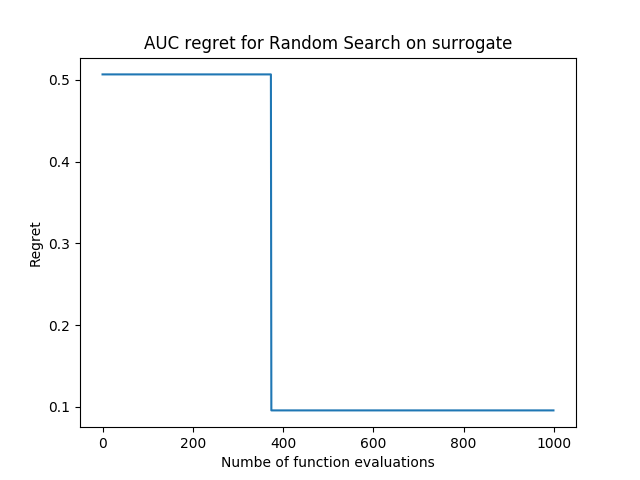 AUC regret for Random Search on surrogate
0.5
0.4
0.3
0.2
0.1
Regret
0 200 400 600 800 1000
Numbe of function evaluations